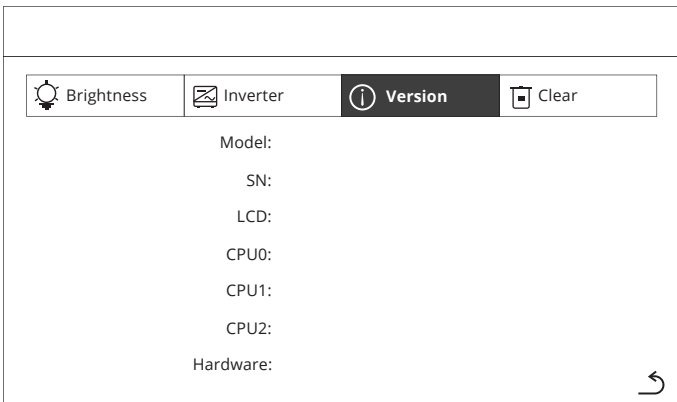 Brightness Inverter Version Clear
Model:
SN:
LCD:
CPU0:
CPU1:
CPU2:
Hardware: